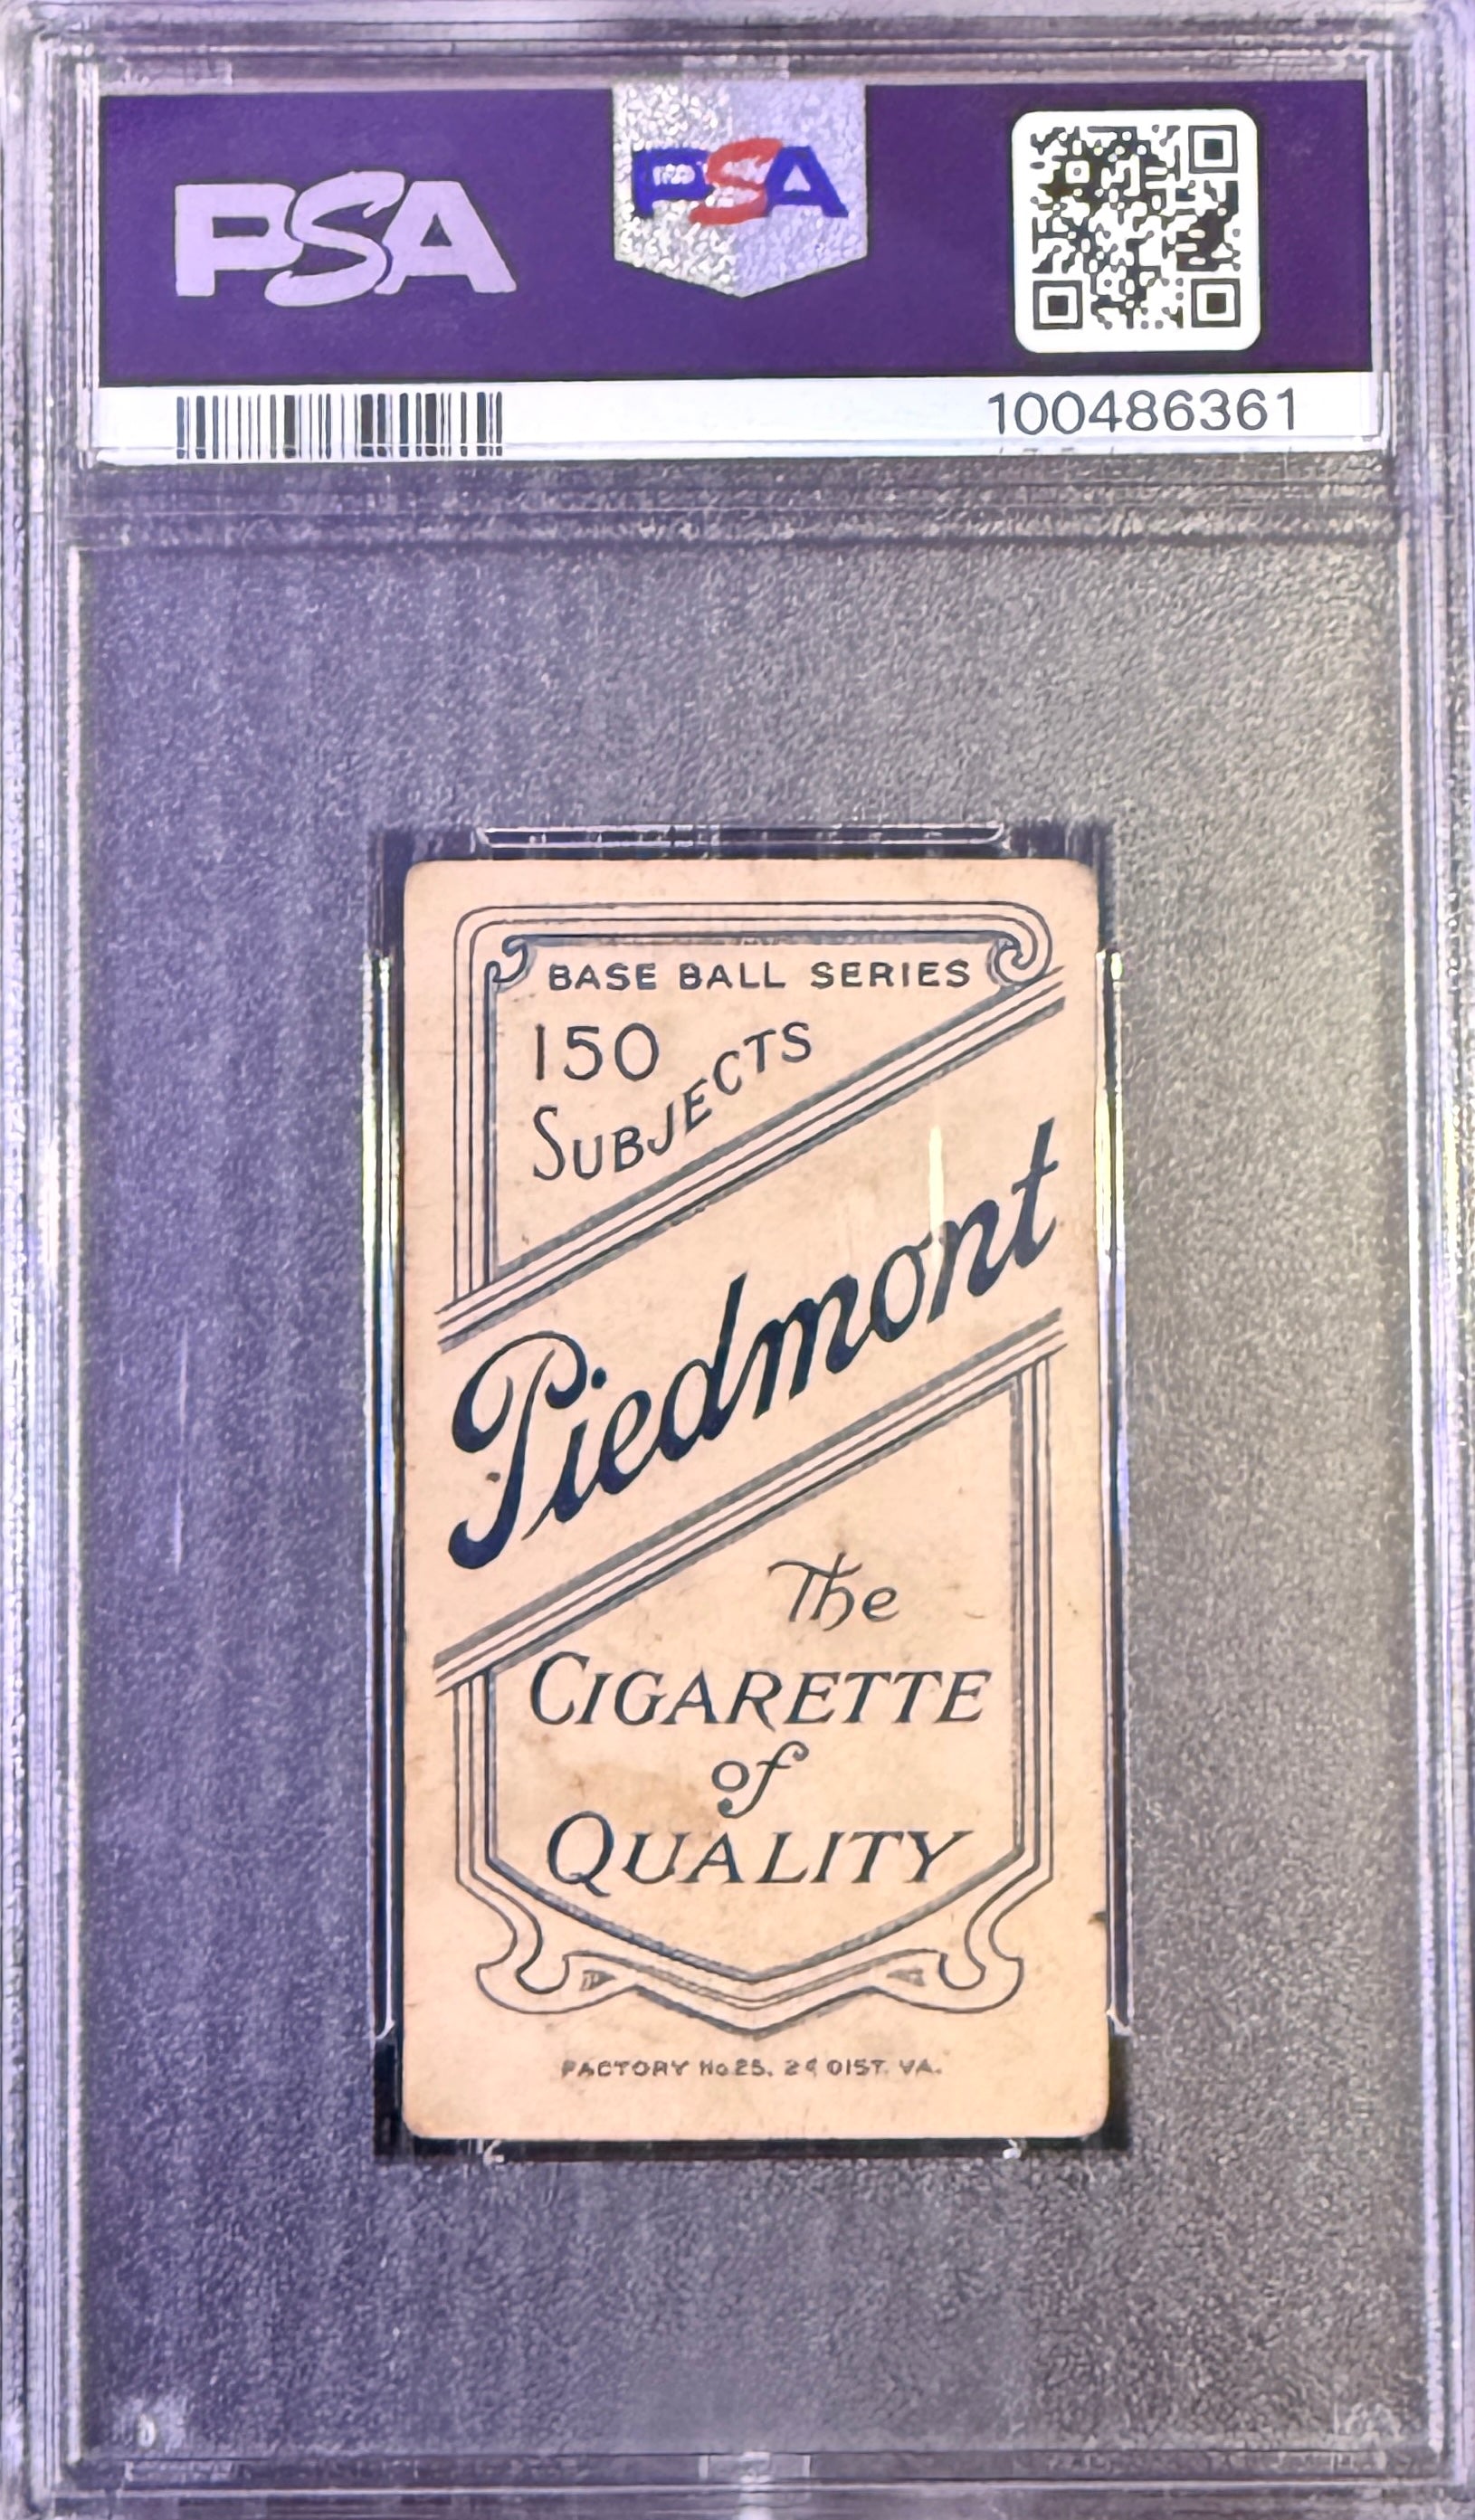 PSA
PSA
100486361
BASE BALL SERIES
150
SUBJECTS
Piedmont
The
CIGARETTE
of
QUALITY
FACTORY No 25. 2d DIST. VA.